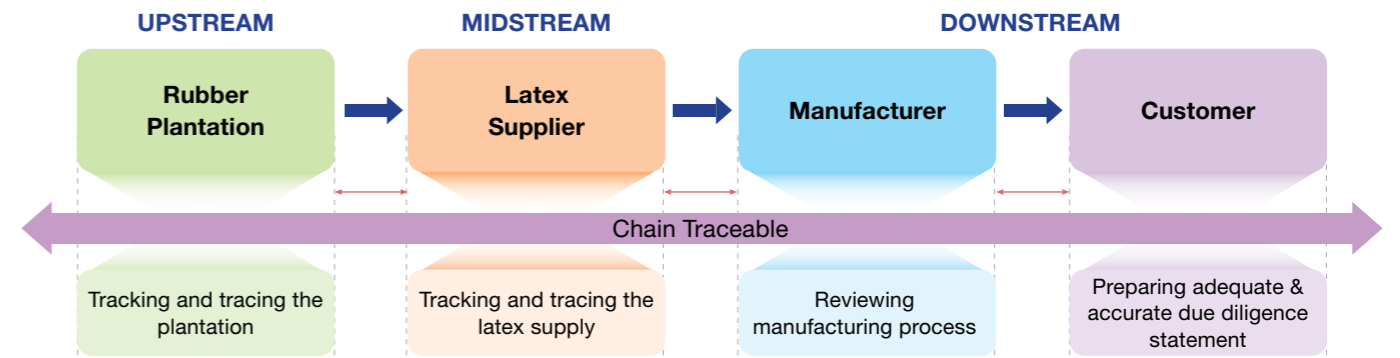 UPSTREAM
MIDSTREAM
DOWNSTREAM
Rubber
Plantation
Latex
Supplier
Manufacturer
Customer
Chain Traceable
Tracking and tracing the
plantation
Tracking and tracing the
latex supply
Reviewing
manufacturing process
Preparing adequate &
accurate due diligence
statement